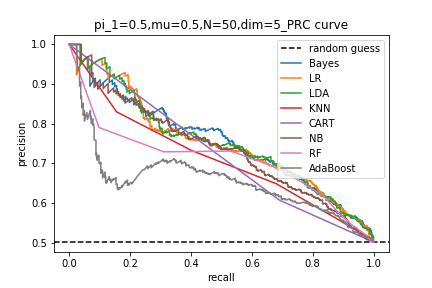 pi_1=0.5,mu=0.5,N=50,dim=5_PRC curve
1.0
0.9
0.8
0.7
0.6
0.5
precision
random guess
Bayes
LR
LDA
KNN
CART
NB
RF
AdaBoost
0.0 0.2 0.4 0.6 0.8 1.0
recall